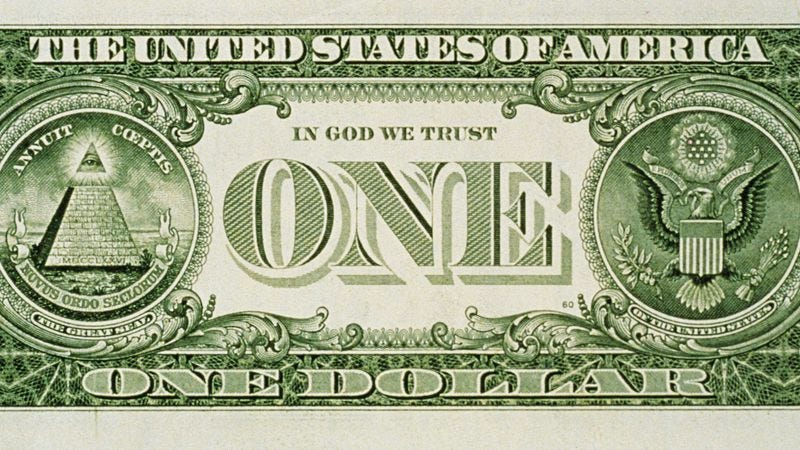 THE UNITED STATES OF AMERICA
ANNUIT CŒPTIS
MDCCLXXVI
NOVUS ORDO SECLORUM
THE GREAT SEAL
IN GOD WE TRUST
ONE
60
OF THE UNITED STATES
ONE DOLLAR